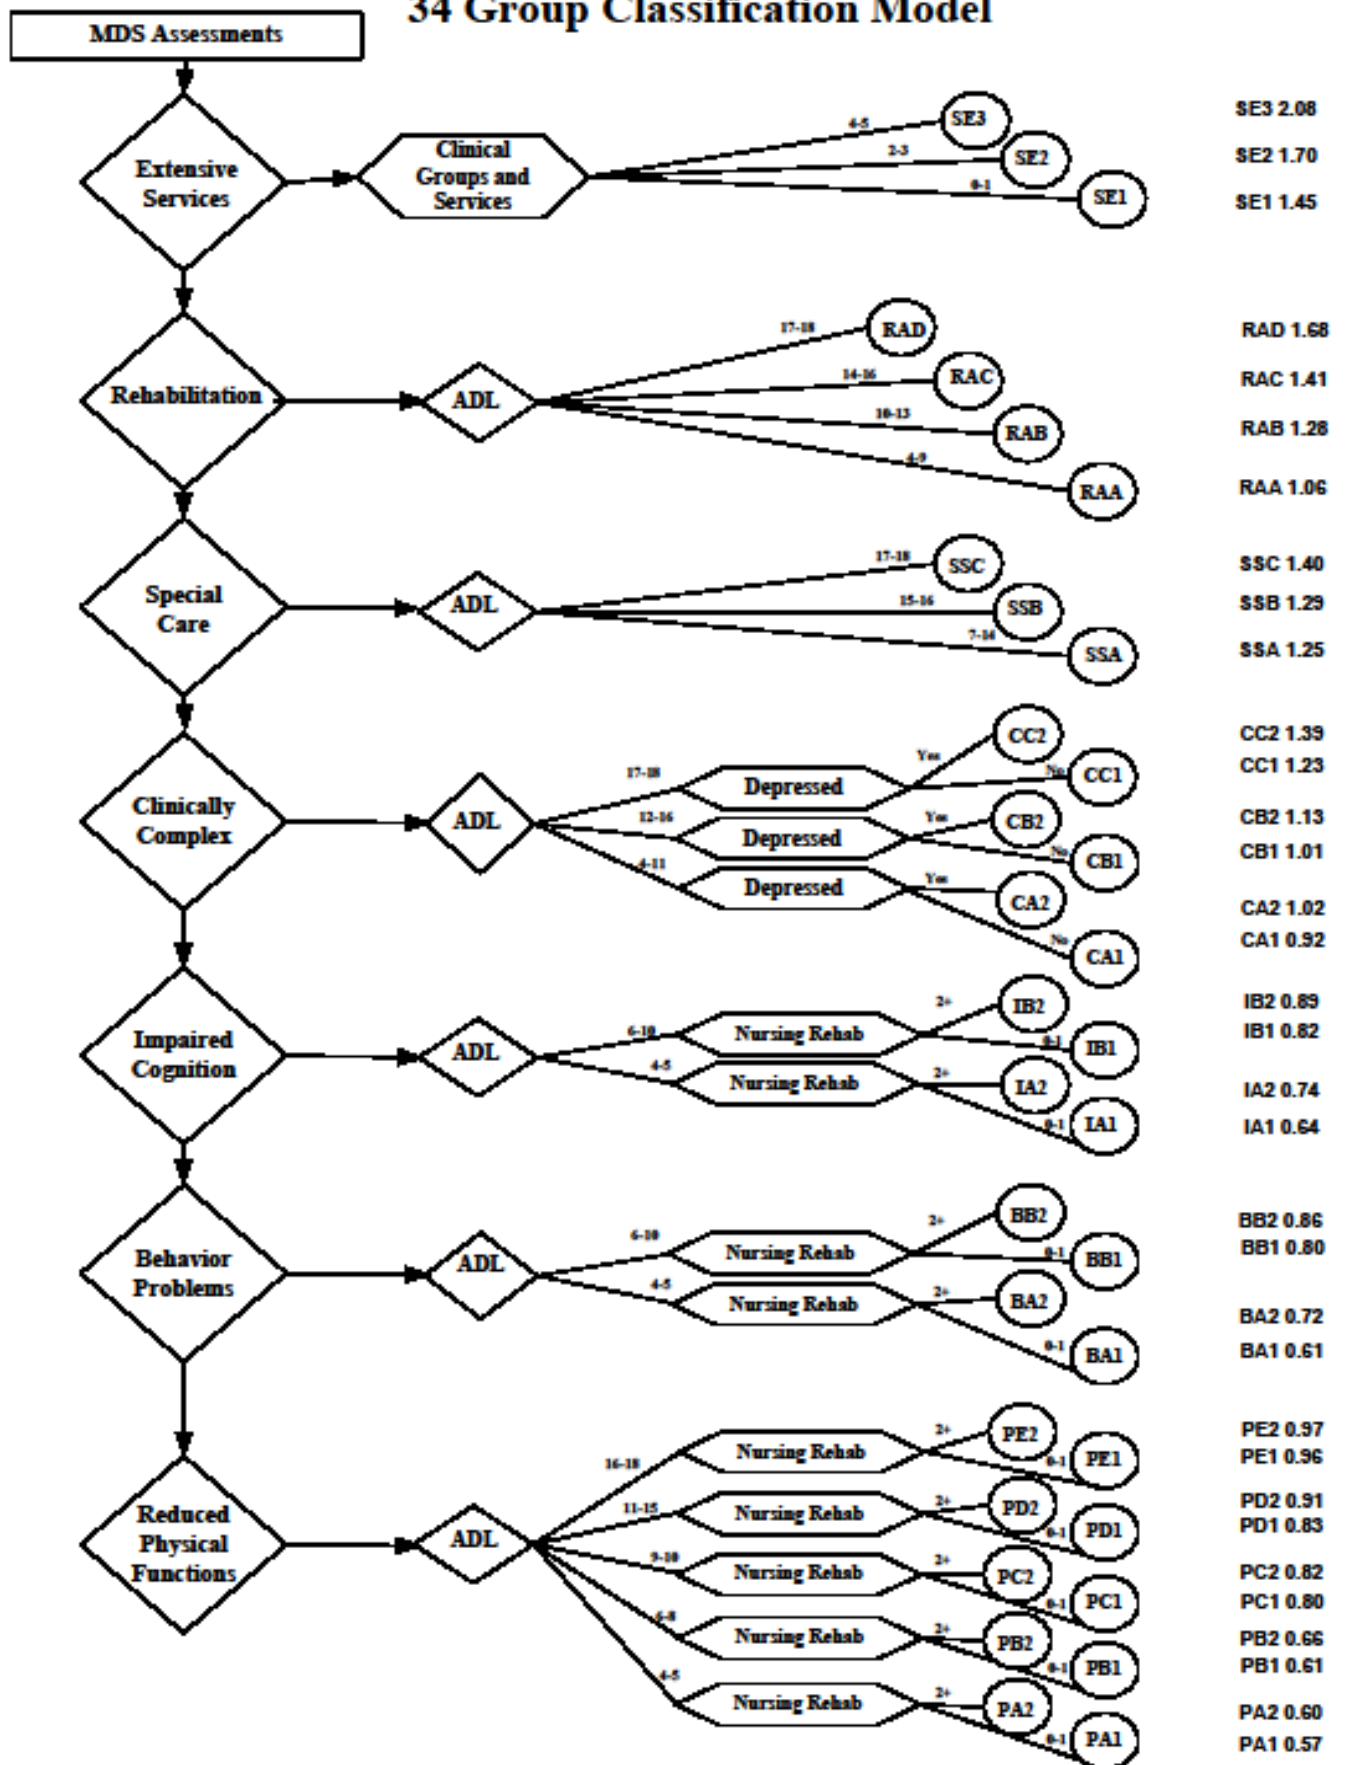 34 Group Classification Model
MDS Assessments
Extensive
Services
Clinical
Groups and
Services
4-5
SE3
2-3
SE2
0-1
SE1
SE3 2.08
SE2 1.70
SE1 1.45
Rehabilitation
ADL
17-18
RAD
14-16
RAC
10-13
RAB
4-9
RAA
RAD 1.68
RAC 1.41
RAB 1.28
RAA 1.06
Special
Care
ADL
17-18
SSC
15-16
SSB
7-14
SSA
SSC 1.40
SSB 1.29
SSA 1.25
Clinically
Complex
ADL
17-18
Depressed
Yes
CC2
No
CC1
12-16
Depressed
Yes
CB2
No
CB1
4-11
Depressed
Yes
CA2
No
CA1
CC2 1.39
CC1 1.23
CB2 1.13
CB1 1.01
CA2 1.02
CA1 0.92
Impaired
Cognition
ADL
6-10
Nursing Rehab
2+
IB2
0-1
IB1
4-5
Nursing Rehab
2+
IA2
0-1
IA1
IB2 0.89
IB1 0.82
IA2 0.74
IA1 0.64
Behavior
Problems
ADL
6-10
Nursing Rehab
2+
BB2
0-1
BB1
4-5
Nursing Rehab
2+
BA2
0-1
BA1
BB2 0.86
BB1 0.80
BA2 0.72
BA1 0.61
Reduced
Physical
Functions
ADL
16-18
Nursing Rehab
2+
PE2
0-1
PE1
11-15
Nursing Rehab
2+
PD2
0-1
PD1
9-10
Nursing Rehab
2+
PC2
0-1
PC1
6-8
Nursing Rehab
2+
PB2
0-1
PB1
4-5
Nursing Rehab
2+
PA2
0-1
PA1
PE2 0.97
PE1 0.96
PD2 0.91
PD1 0.83
PC2 0.82
PC1 0.80
PB2 0.66
PB1 0.61
PA2 0.60
PA1 0.57